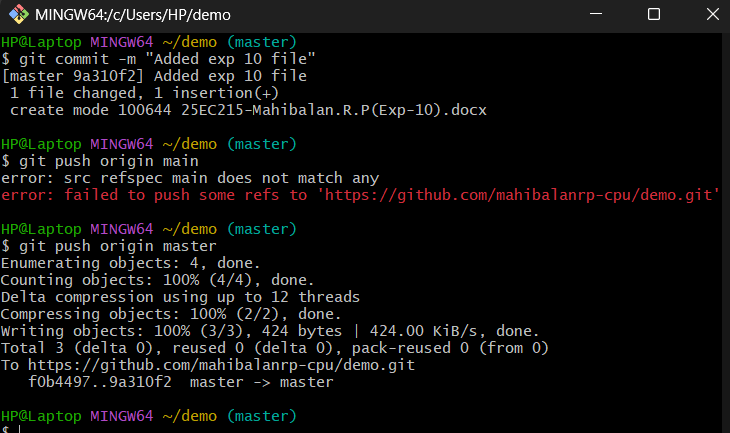 MINGW64:/c/Users/HP/demo
HP@Laptop MINGW64 ~/demo (master)
$ git commit -m "Added exp 10 file"
[master 9a310f2] Added exp 10 file
 1 file changed, 1 insertion(+)
 create mode 100644 25EC215-Mahibalan.R.P(Exp-10).docx

HP@Laptop MINGW64 ~/demo (master)
$ git push origin main
error: src refspec main does not match any
error: failed to push some refs to 'https://github.com/mahibalanrp-cpu/demo.git'

HP@Laptop MINGW64 ~/demo (master)
$ git push origin master
Enumerating objects: 4, done.
Counting objects: 100% (4/4), done.
Delta compression using up to 12 threads
Compressing objects: 100% (2/2), done.
Writing objects: 100% (3/3), 424 bytes | 424.00 KiB/s, done.
Total 3 (delta 0), reused 0 (delta 0), pack-reused 0 (from 0)
To https://github.com/mahibalanrp-cpu/demo.git
   f0b4497..9a310f2  master -> master

HP@Laptop MINGW64 ~/demo (master)
$